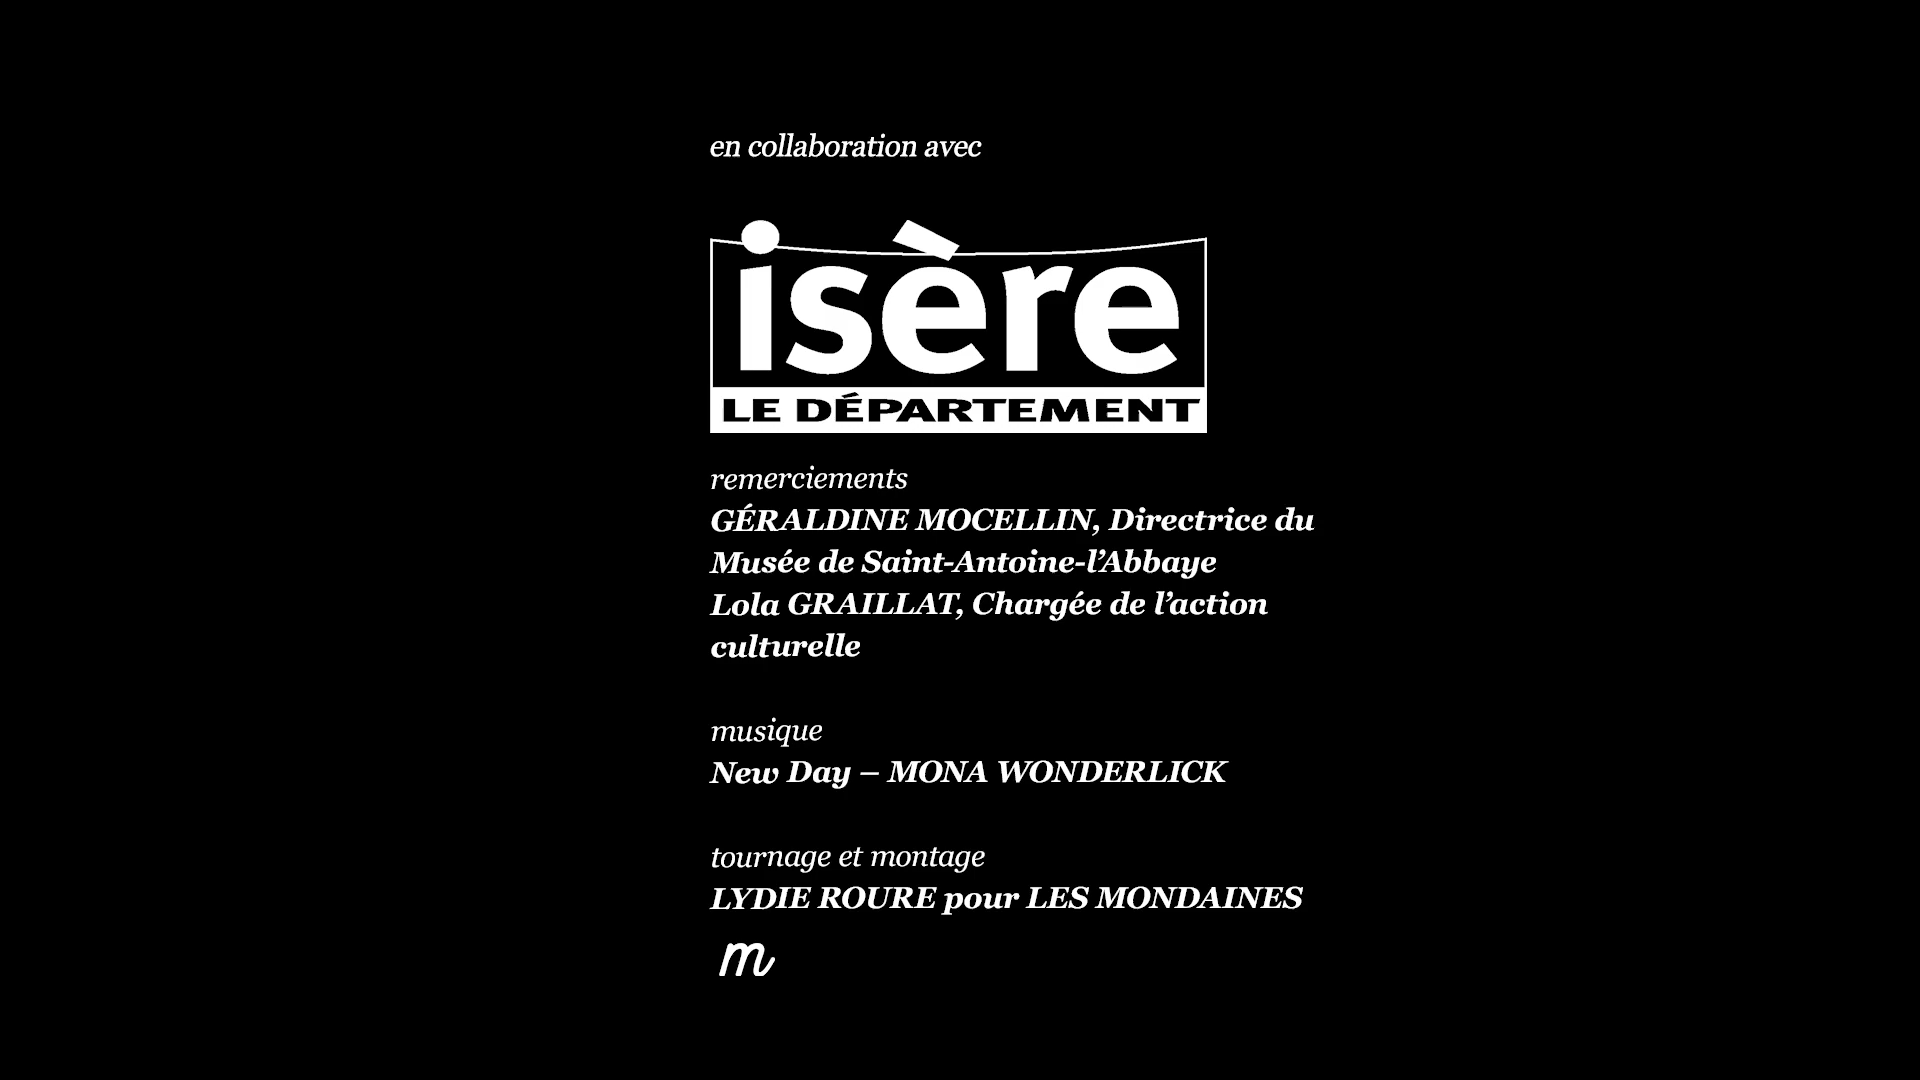 en collaboration avec
isère
LE DÉPARTEMENT
remerciements
GÉRALDINE MOCELLIN, Directrice du
Musée de Saint-Antoine-l’Abbaye
Lola GRAILLAT, Chargée de l’action
culturelle
musique
New Day – MONA WONDERLICK
tournage et montage
LYDIE ROURE pour LES MONDAINES
m